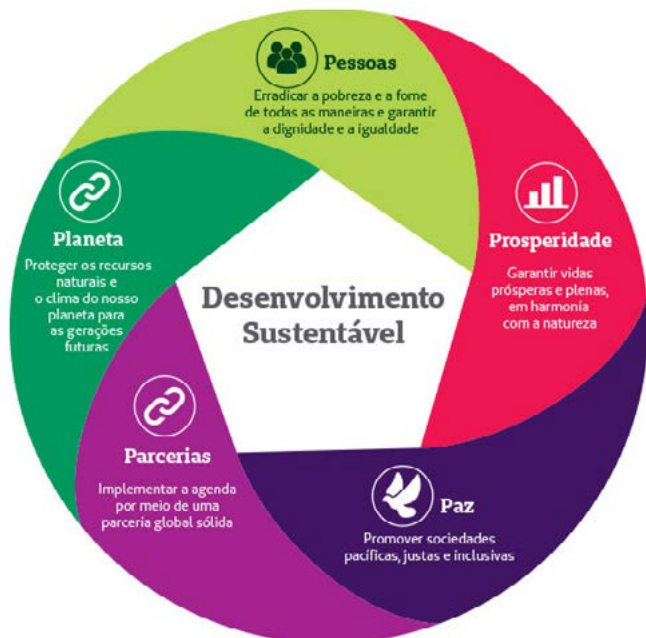 Pessoas
Erradicar a pobreza e a fome
de todas as maneiras e garantir
a dignidade e a igualdade
Prosperidade
Garantir vidas
prósperas e plenas,
em harmonia
com a natureza
Paz
Promover sociedades
pacíficas, justas e inclusivas
Parcerias
Implementar a agenda
por meio de uma
parceria global sólida
Planeta
Proteger os recursos
naturais e
o clima do nosso
planeta para
as gerações
futuras
Desenvolvimento
Sustentável